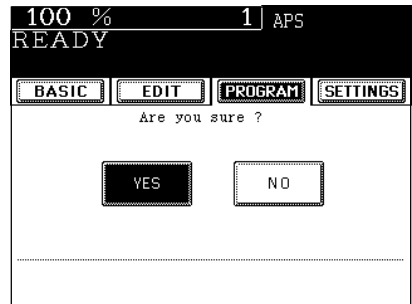 100 % 1 APS
READY
BASIC EDIT PROGRAM SETTINGS
Are you sure ?
YES NO